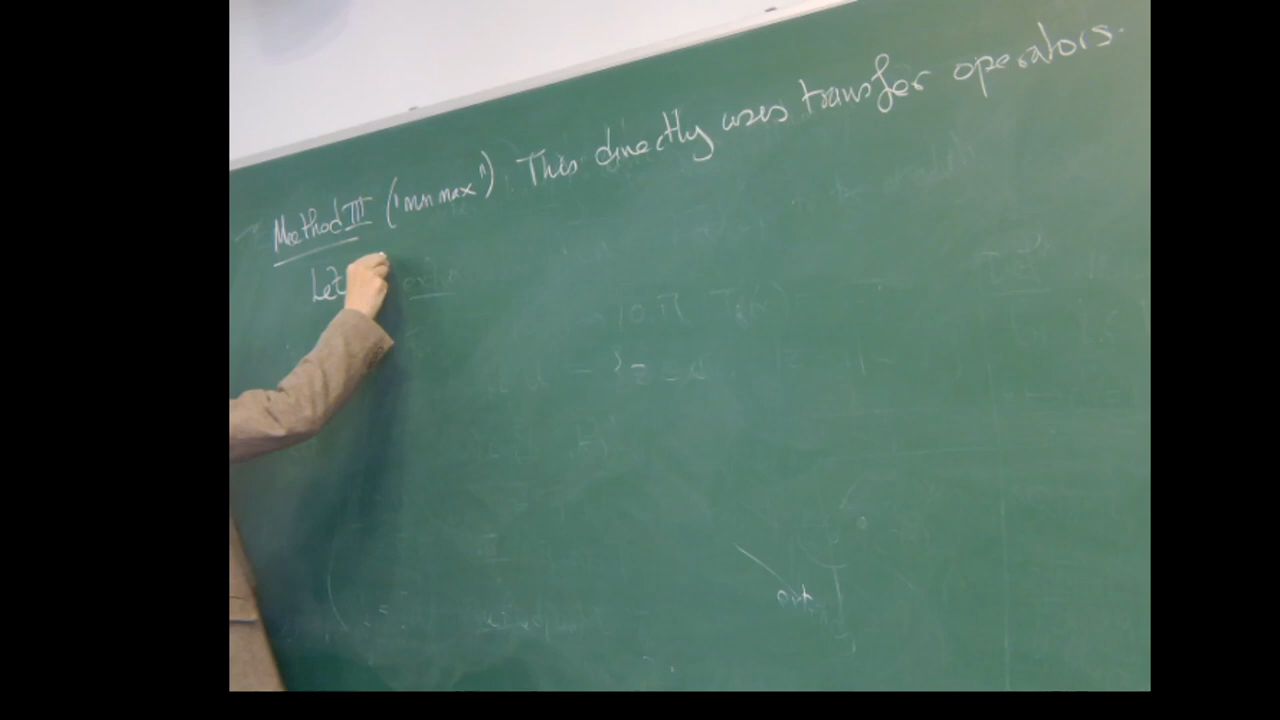 Method III ("min max") This directly uses transfer operators.
Let